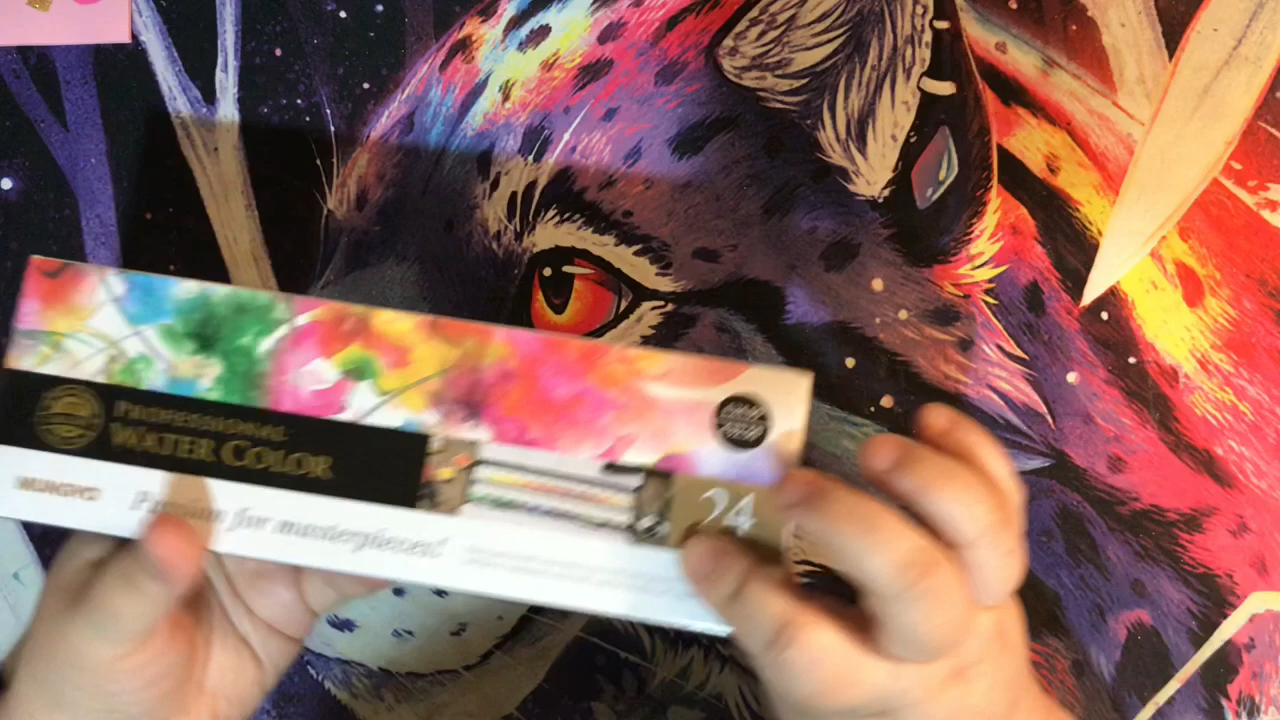 PROFESSIONAL
WATER COLOR
MUNGYO
Passion for masterpieces!
24